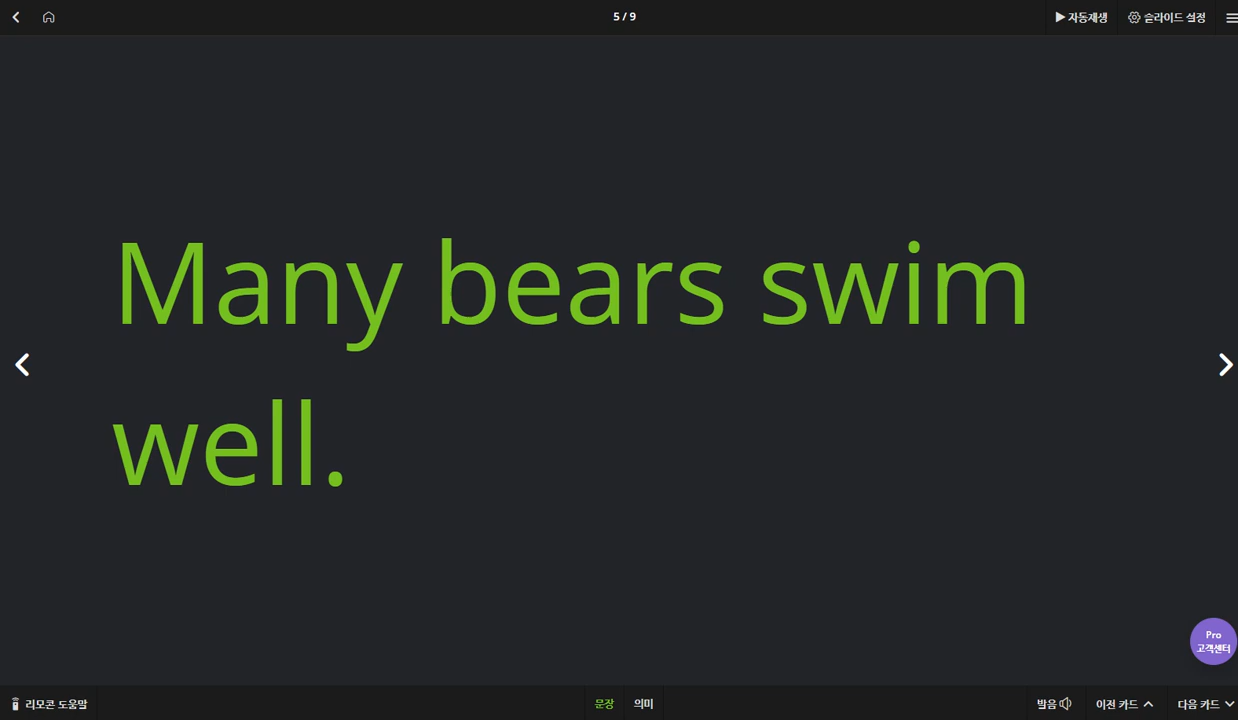 5 / 9
자동재생
슬라이드 설정
Many bears swim
well.
Pro
고객센터
리모콘 도움말
문장
의미
발음
이전 카드
다음 카드